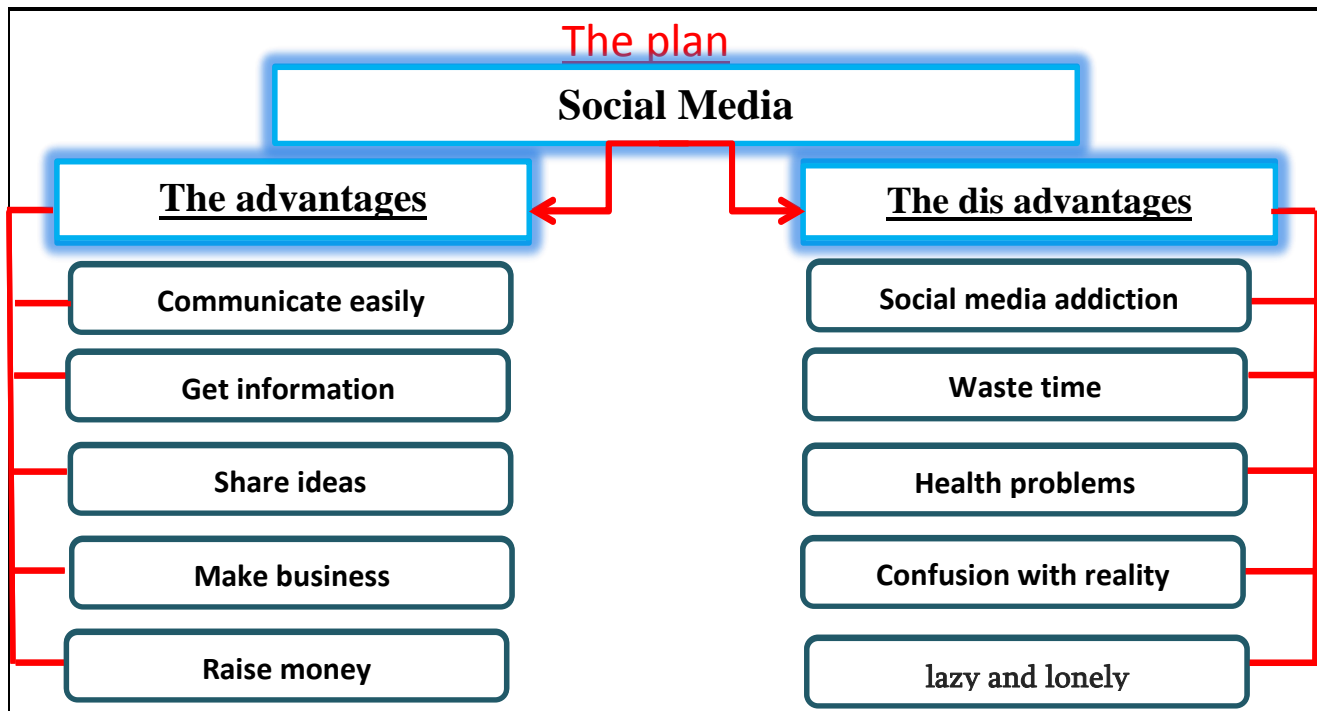 The plan
Social Media
The advantages
The dis advantages
Communicate easily
Social media addiction
Get information
Waste time
Share ideas
Health problems
Make business
Confusion with reality
Raise money
lazy and lonely